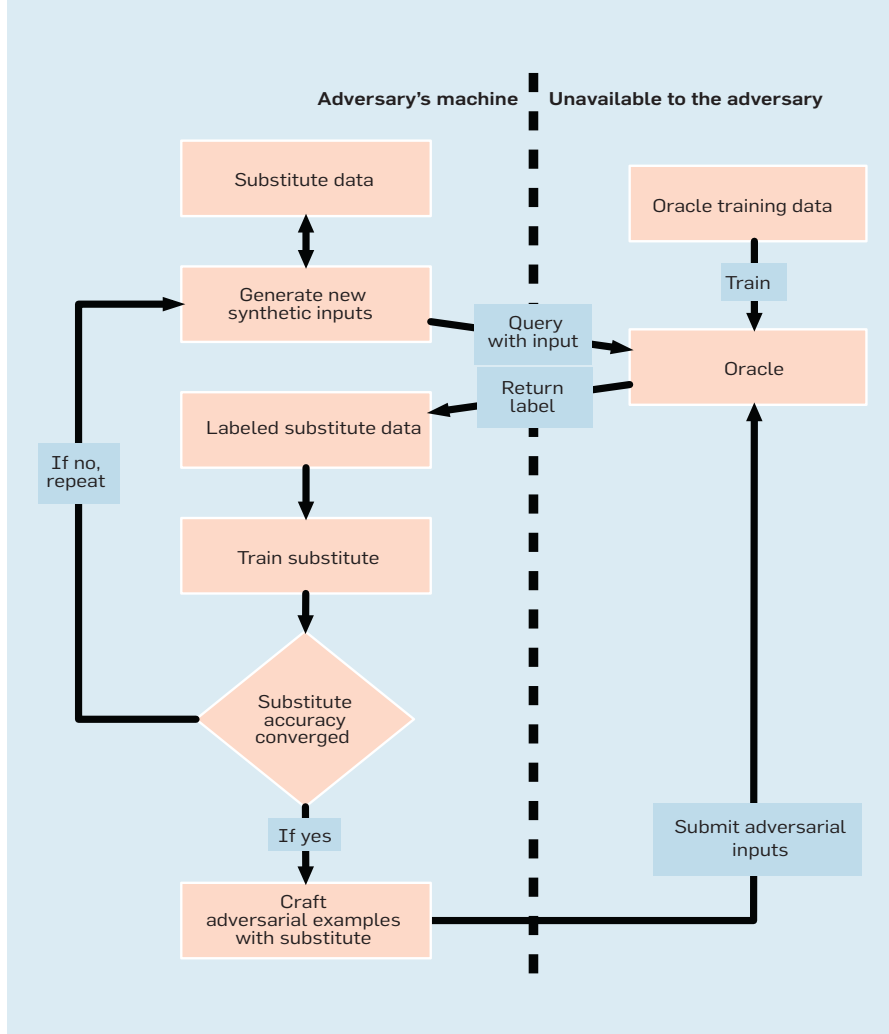 Adversary’s machine
Unavailable to the adversary
Substitute data
Oracle training data
Train
Generate new
synthetic inputs
Query
with input
Oracle
Return
label
Labeled substitute data
If no,
repeat
Train substitute
Substitute
accuracy
converged
If yes
Submit adversarial
inputs
Craft
adversarial examples
with substitute